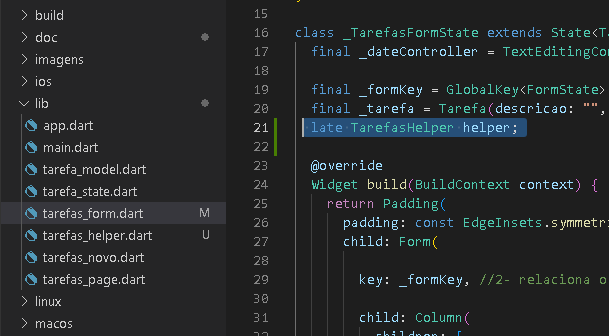 build
doc
imagens
ios
lib
app.dart
main.dart
tarefa_model.dart
tarefa_state.dart
tarefas_form.dart M
tarefas_helper.dart U
tarefas_novo.dart
tarefas_page.dart
linux
macos
15
16 class _TarefasFormState extends State<T
17 final _dateController = TextEditingCo
18
19 final _formKey = GlobalKey<FormState>
20 final _tarefa = Tarefa(descricao: "",
21 late TarefasHelper helper;
22
23 @override
24 Widget build(BuildContext context) {
25 return Padding(
26 padding: const EdgeInsets.symmetri
27 child: Form(
28
29 key: _formKey, //2- relaciona o
30
31 child: Column(